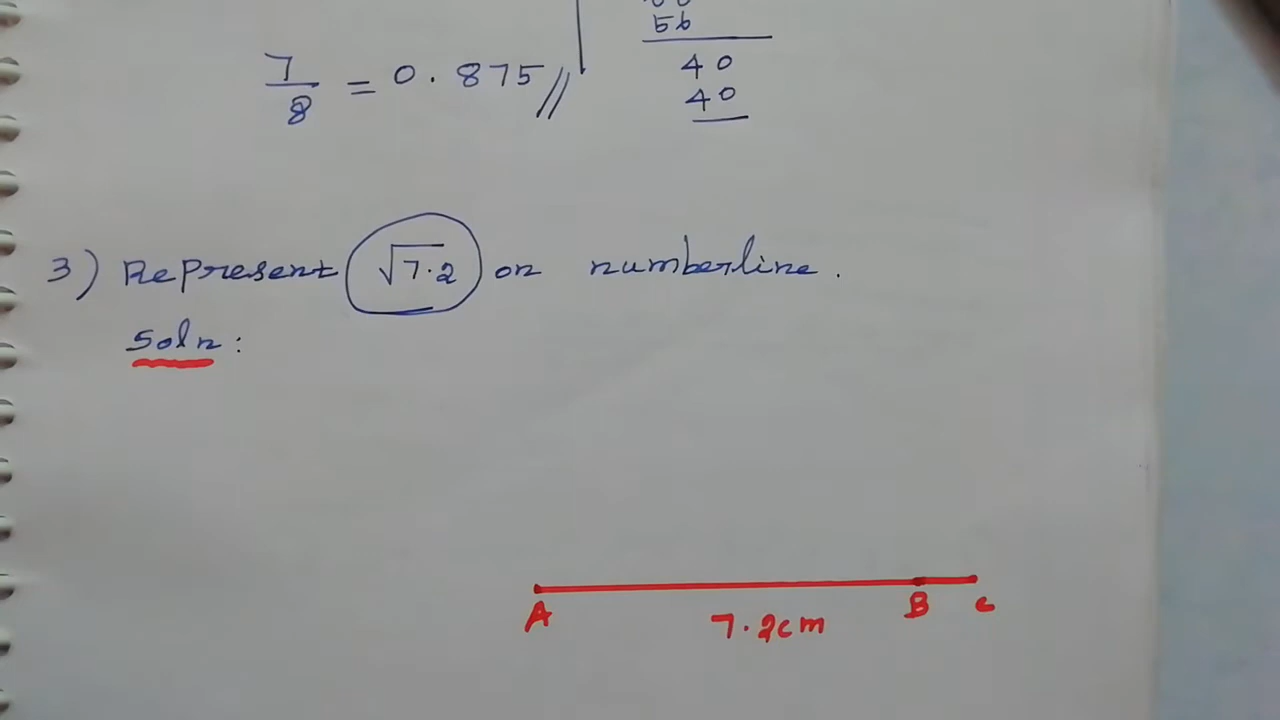 56
40
7/8 = 0.875//
40
3) Represent √7.2 on numberline.
Soln:
A B C
7.2cm